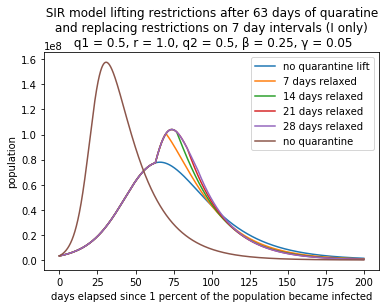 SIR model lifting restrictions after 63 days of quaratine
and replacing restrictions on 7 day intervals (I only)
q1 = 0.5, r = 1.0, q2 = 0.5, β = 0.25, γ = 0.05
1e8
1.6
1.4
1.2
1.0
0.8
0.6
0.4
0.2
0.0
population
no quarantine lift
7 days relaxed
14 days relaxed
21 days relaxed
28 days relaxed
no quarantine
0 25 50 75 100 125 150 175 200
days elapsed since 1 percent of the population became infected